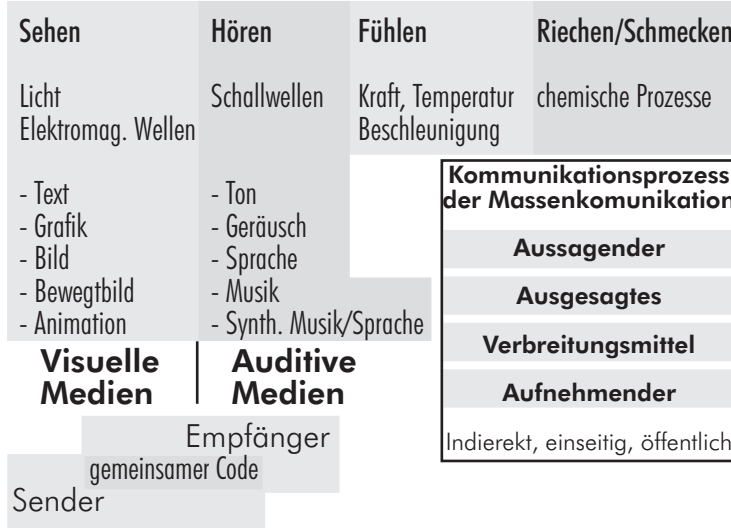 Sehen
Licht
Elektromag. Wellen
- Text
- Grafik
- Bild
- Bewegtbild
- Animation
Hören
Schallwellen
- Ton
- Geräusch
- Sprache
- Musik
- Synth. Musik/Sprache
Fühlen
Kraft, Temperatur
Beschleunigung
Riechen/Schmecken
chemische Prozesse
Visuelle
Medien
Auditive
Medien
Kommunikationsprozess
der Massenkomunikation
Aussagender
Ausgesagtes
Verbreitungsmittel
Aufnehmender
Indierekt, einseitig, öffentlich
Empfänger
gemeinsamer Code
Sender